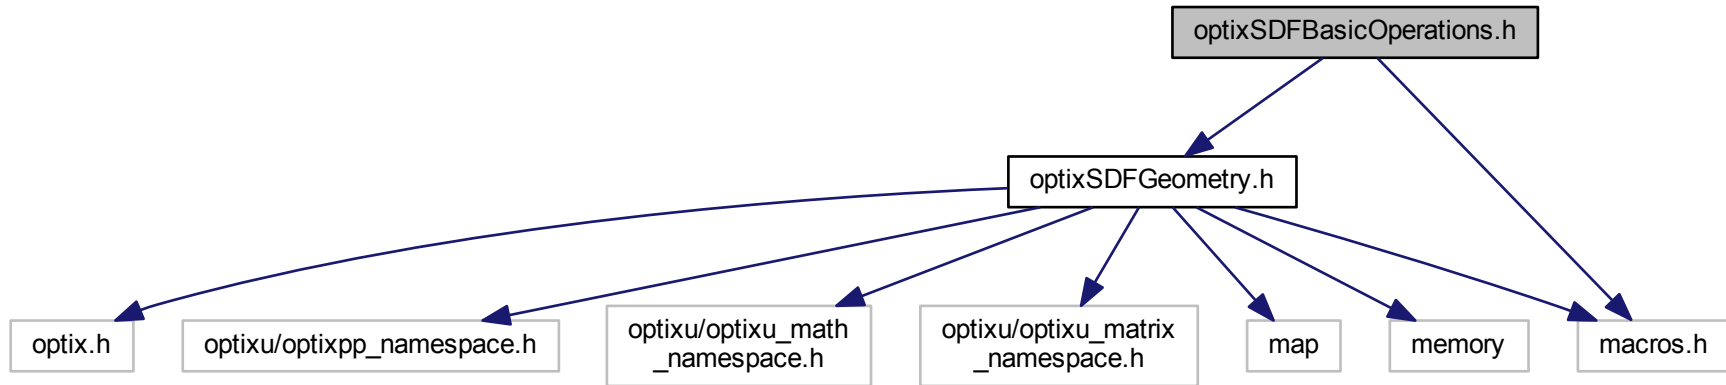 optixSDFBasicOperations.h
optixSDFGeometry.h
optix.h
optixu/optixpp_namespace.h
optixu/optixu_math
_namespace.h
optixu/optixu_matrix
_namespace.h
map
memory
macros.h